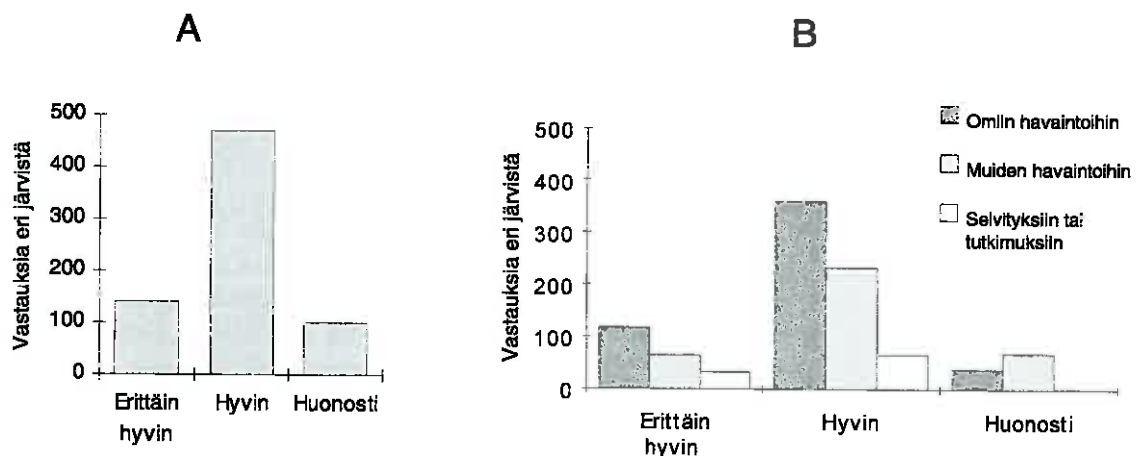 A
Vastauksia eri järvistä
500
400
300
200
100
0
Erittäin
hyvin
Hyvin
Huonosti
B
Vastauksia eri järvistä
500
400
300
200
100
0
Erittäin
hyvin
Hyvin
Huonosti
Omiin havaintoihin
Muiden havaintoihin
Selvityksiin tai
tutkimuksiin